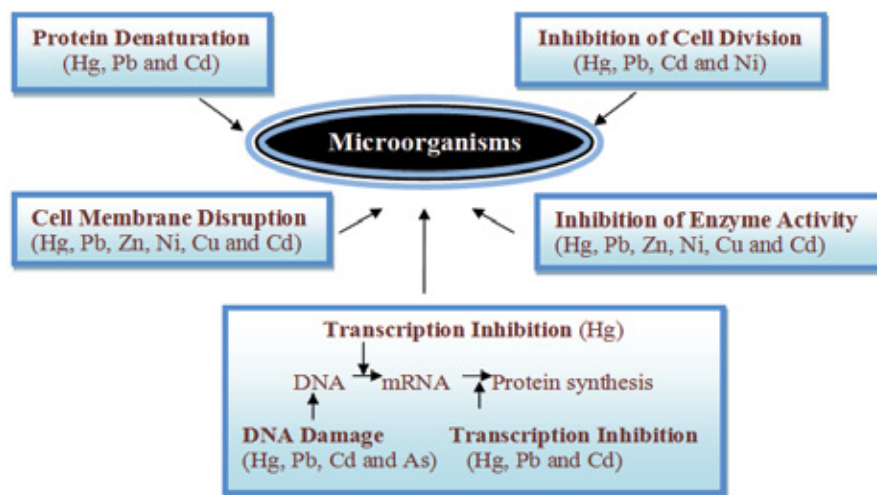 Protein Denaturation
(Hg, Pb and Cd)
Inhibition of Cell Division
(Hg, Pb, Cd and Ni)
Microorganisms
Cell Membrane Disruption
(Hg, Pb, Zn, Ni, Cu and Cd)
Inhibition of Enzyme Activity
(Hg, Pb, Zn, Ni, Cu and Cd)
Transcription Inhibition (Hg)
DNA mRNA Protein synthesis
DNA Damage
(Hg, Pb, Cd and As)
Transcription Inhibition
(Hg, Pb and Cd)